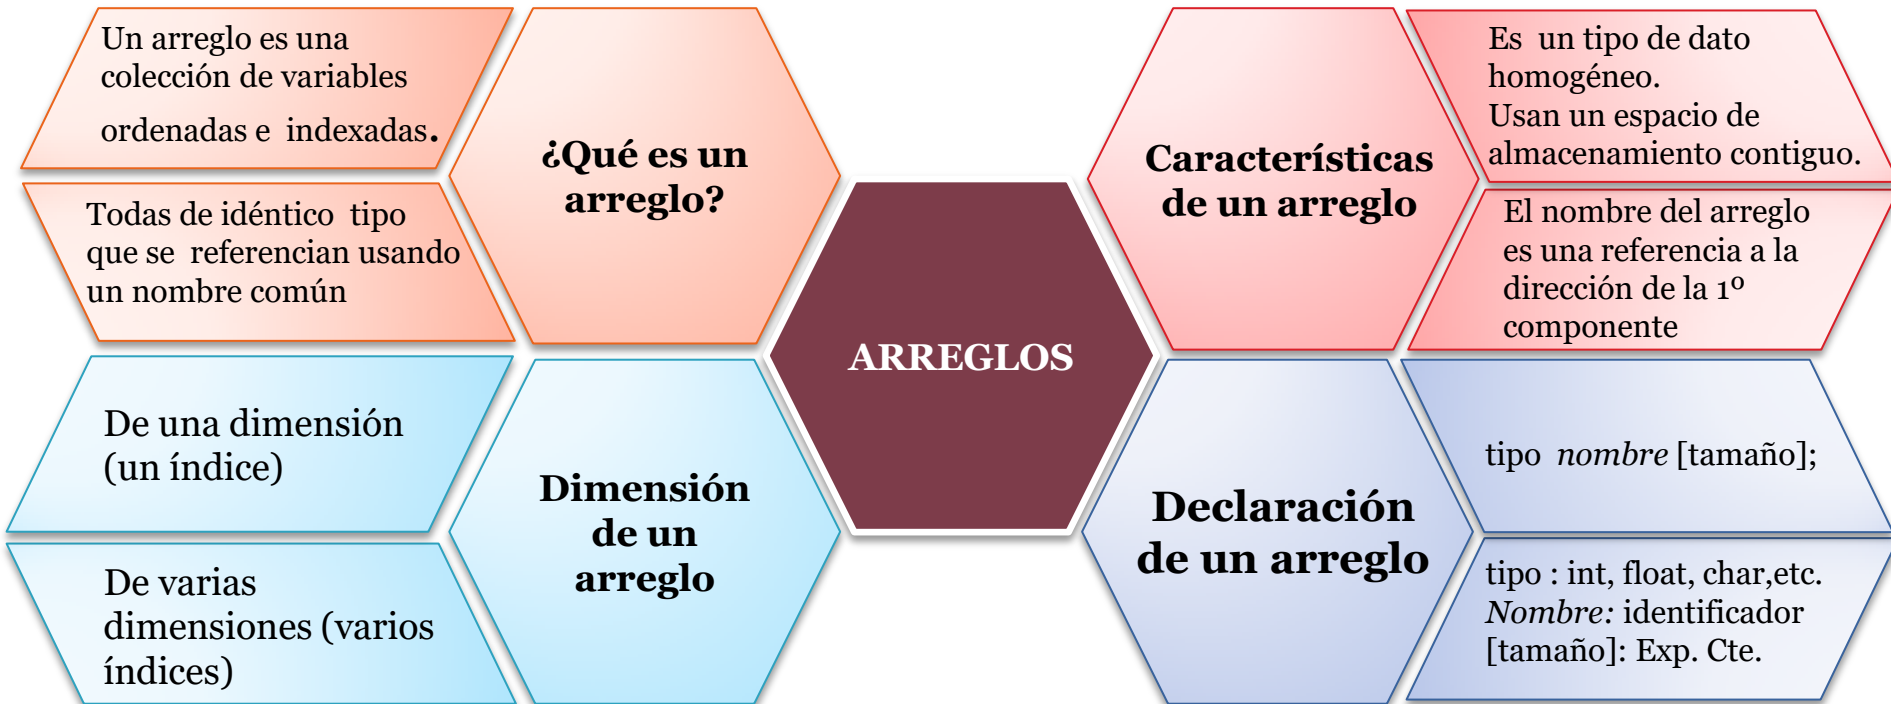 Un arreglo es una
colección de variables
ordenadas e indexadas.
¿Qué es un
arreglo?
Todas de idéntico tipo
que se referencian usando
un nombre común
Características
de un arreglo
Es un tipo de dato
homogéneo.
Usan un espacio de
almacenamiento contiguo.
El nombre del arreglo
es una referencia a la
dirección de la 1º
componente
ARREGLOS
De una dimensión
(un índice)
Dimensión
de un
arreglo
De varias
dimensiones (varios
índices)
Declaración
de un arreglo
tipo nombre [tamaño];
tipo : int, float, char,etc.
Nombre: identificador
[tamaño]: Exp. Cte.